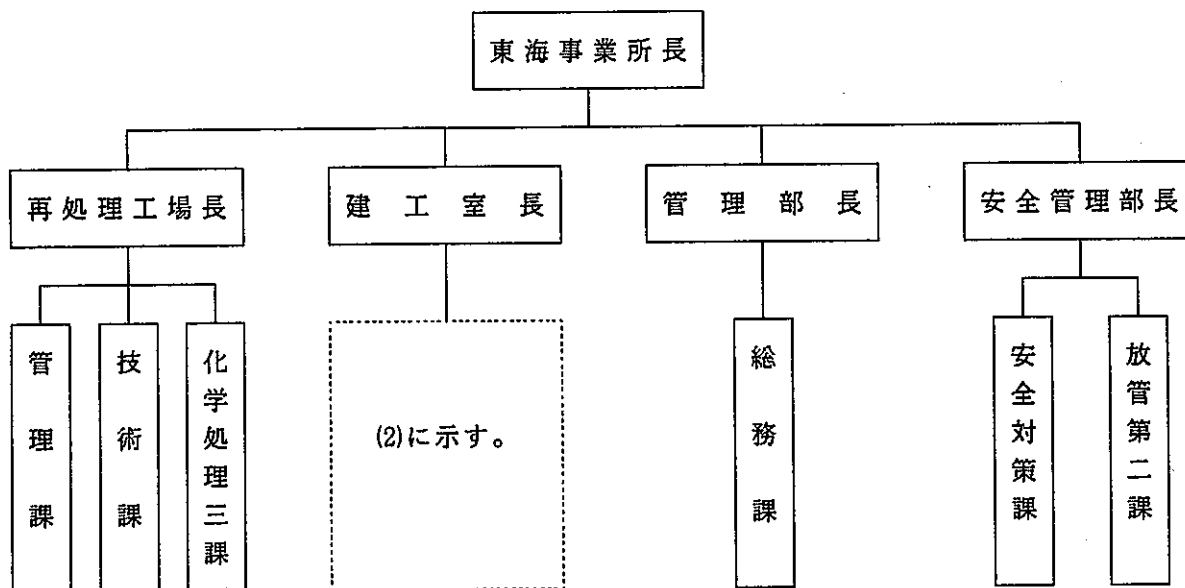 東海事業所長
再処理工場長
建工室長
管理部長
安全管理部長
管理課
技術課
化学処理三課
(2)に示す。
総務課
安全対策課
放管第二課